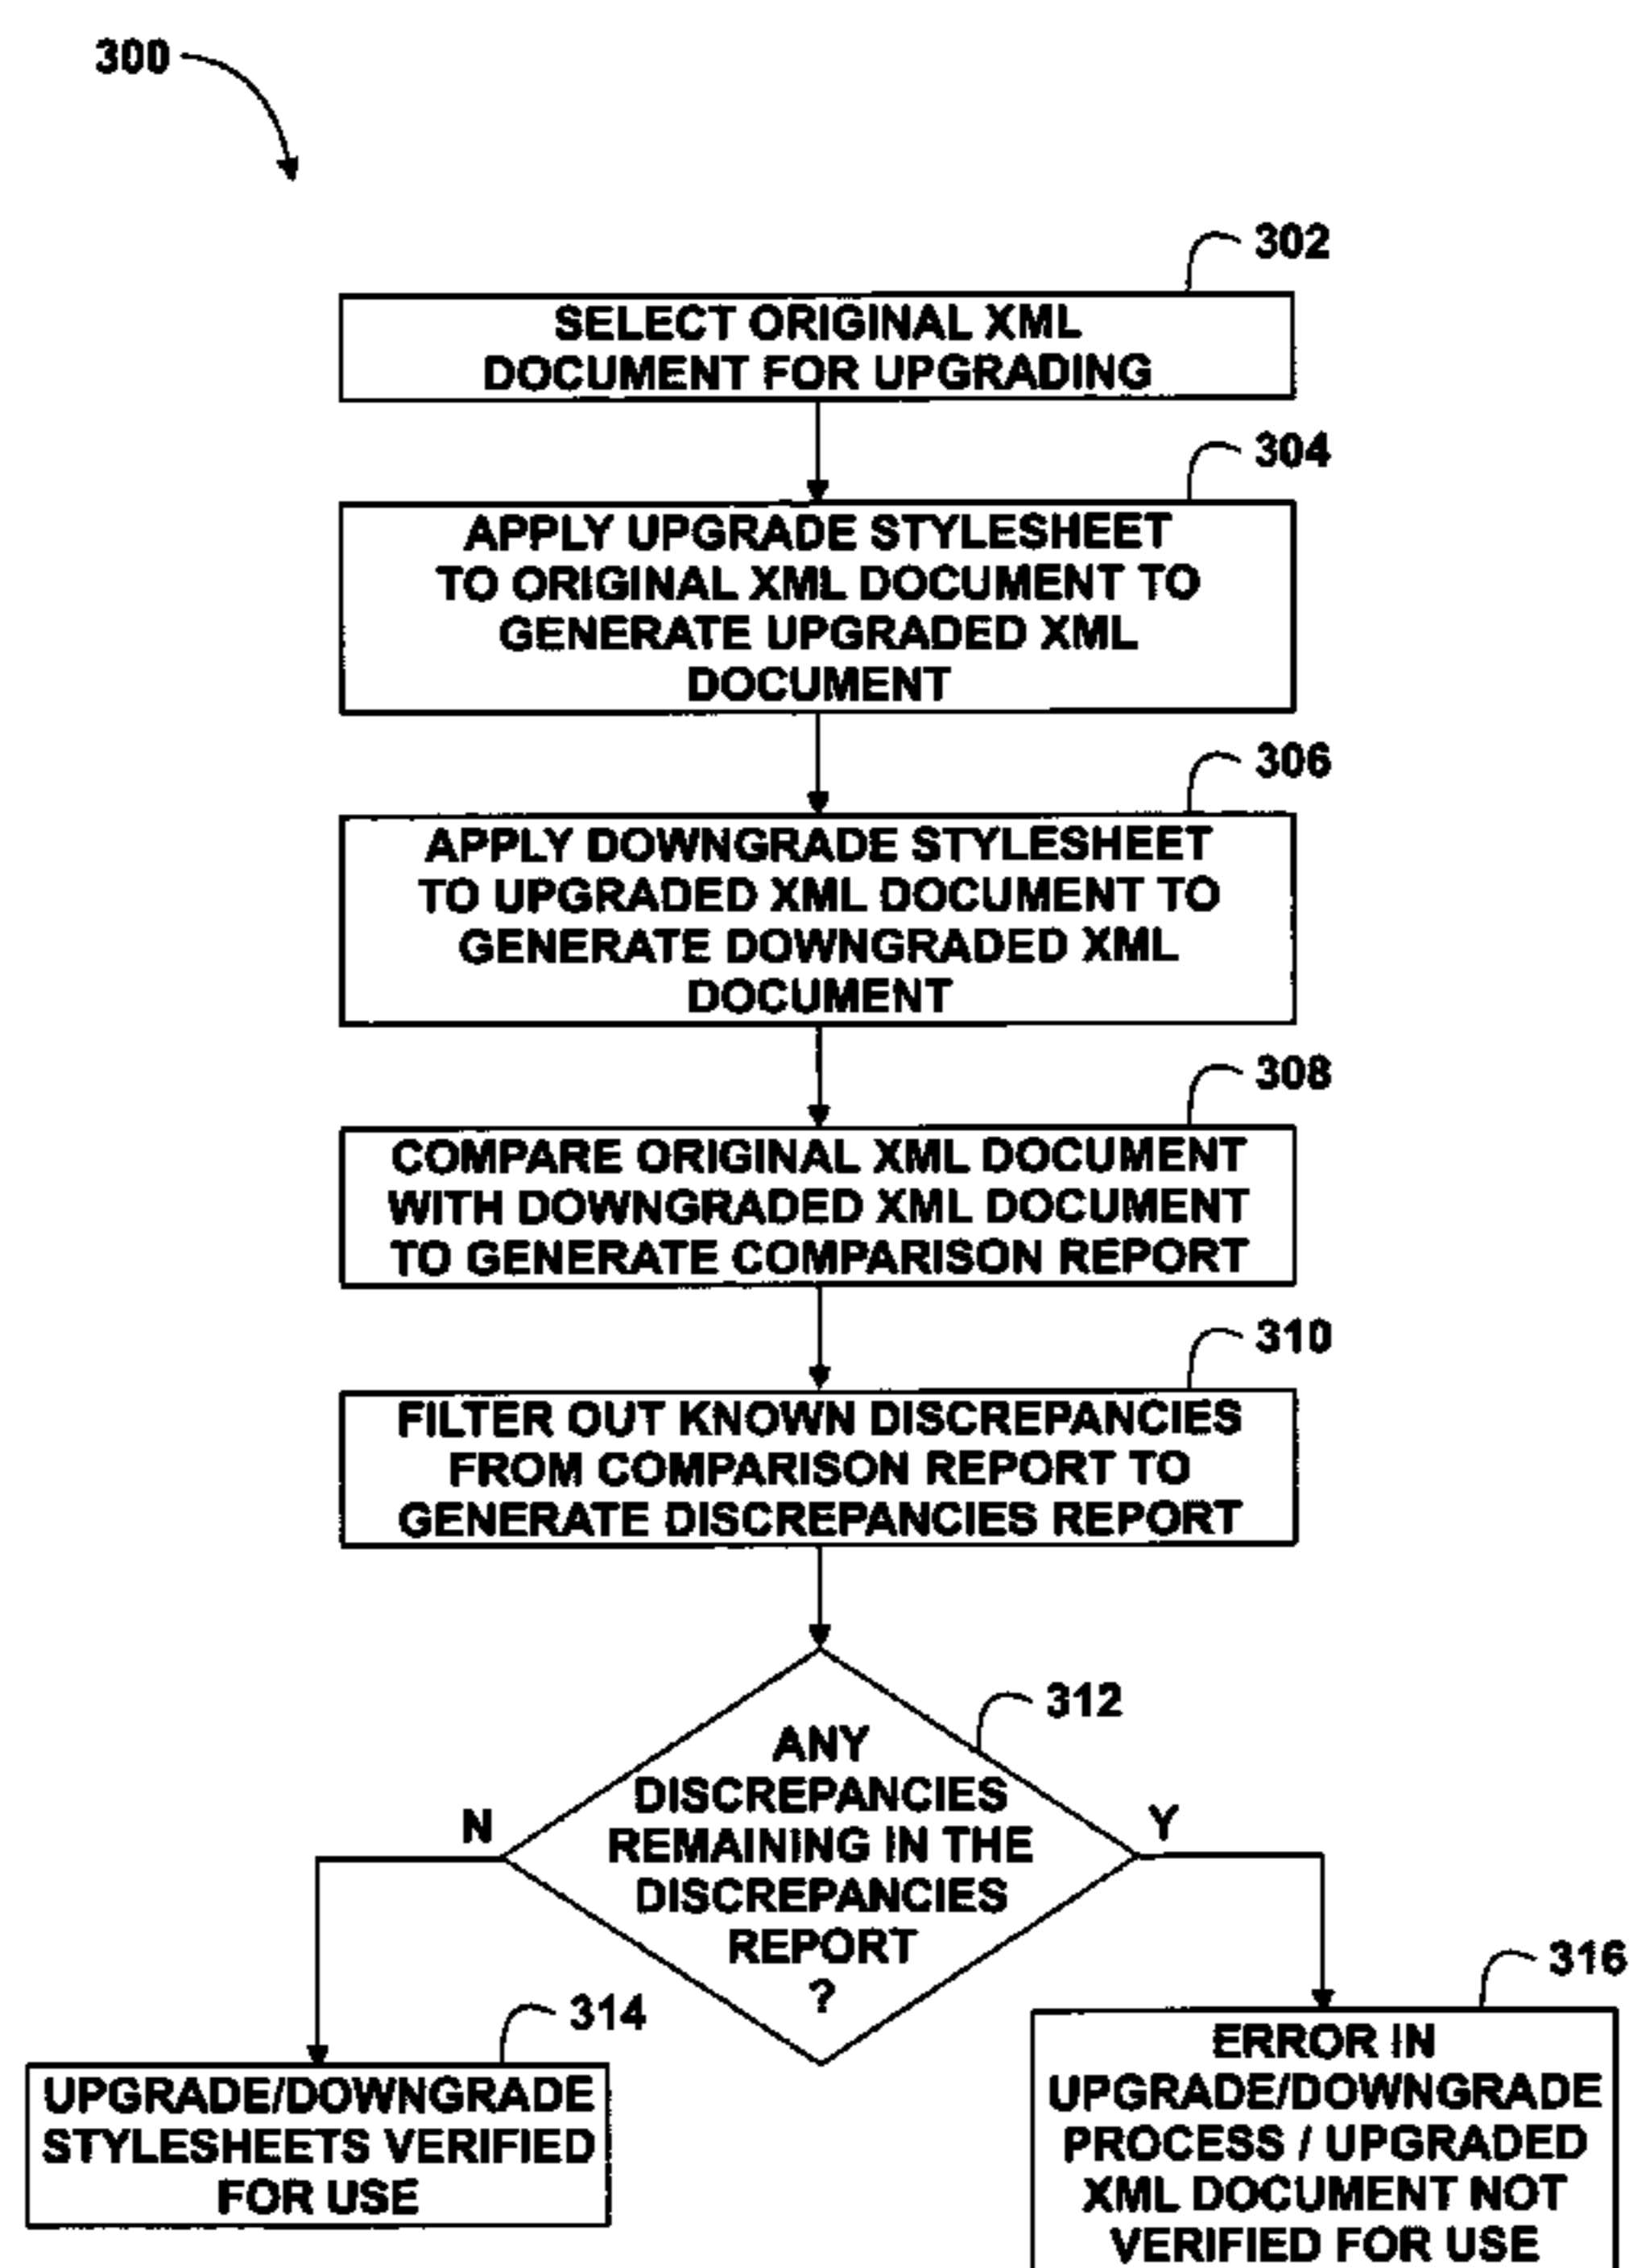 300
302
SELECT ORIGINAL XML
DOCUMENT FOR UPGRADING
304
APPLY UPGRADE STYLESHEET
TO ORIGINAL XML DOCUMENT TO
GENERATE UPGRADED XML
DOCUMENT
306
APPLY DOWNGRADE STYLESHEET
TO UPGRADED XML DOCUMENT TO
GENERATE DOWNGRADED XML
DOCUMENT
308
COMPARE ORIGINAL XML DOCUMENT
WITH DOWNGRADED XML DOCUMENT
TO GENERATE COMPARISON REPORT
310
FILTER OUT KNOWN DISCREPANCIES
FROM COMPARISON REPORT TO
GENERATE DISCREPANCIES REPORT
312
ANY
DISCREPANCIES
REMAINING IN THE
DISCREPANCIES
REPORT
?
N
Y
314
UPGRADE/DOWNGRADE
STYLESHEETS VERIFIED
FOR USE
316
ERROR IN
UPGRADE/DOWNGRADE
PROCESS / UPGRADED
XML DOCUMENT NOT
VERIFIED FOR USE